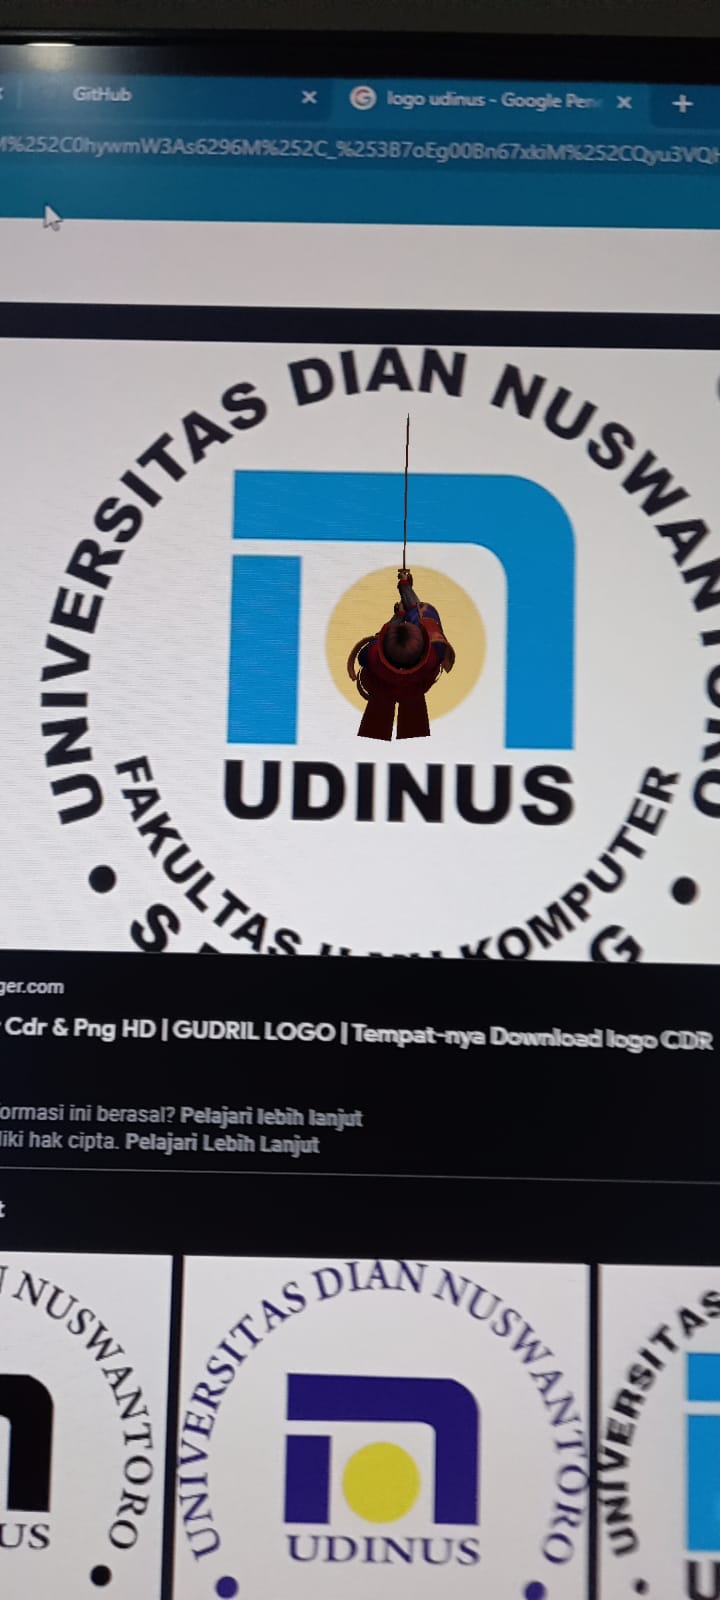 GitHub
logo udinus - Google Pen
M%252C0hywmW3As6296M%252C_%253B7oEg00Bn67xkiM%252CQyu3VQH
UNIVERSITAS DIAN NUSWANTORO
UDINUS
FAKULTAS ILMU KOMPUTER
ger.com
Cdr & Png HD | GUDRIL LOGO | Tempat-nya Download logo CDR
ormasi ini berasal? Pelajari lebih lanjut
liki hak cipta. Pelajari Lebih Lanjut
t
N NUSWANTORO
US
UNIVERSITAS DIAN NUSWANTORO
UDINUS
UNIVERSITAS
U